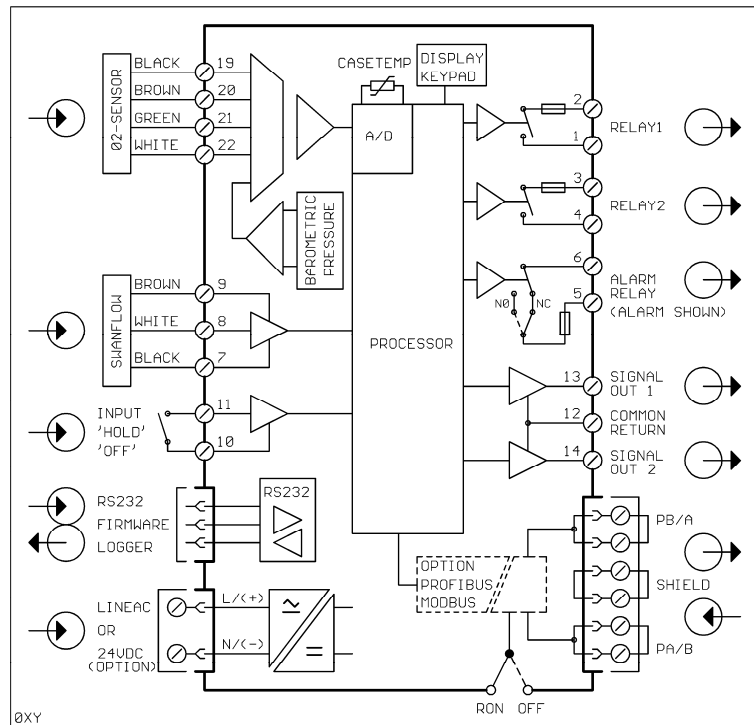 BLACK 19
BROWN 20
GREEN 21
WHITE 22
02-SENSOR
CASETEMP
A/D
DISPLAY
KEYPAD
BAROMETRIC
PRESSURE
PROCESSOR
2
1
RELAY1
3
4
RELAY2
6
5
NO
NC
ALARM
RELAY
(ALARM SHOWN)
BROWN 9
WHITE 8
BLACK 7
SWANFLOW
INPUT
'HOLD'
'OFF'
11
10
13
SIGNAL
OUT 1
12
COMMON
RETURN
14
SIGNAL
OUT 2
RS232
FIRMWARE
LOGGER
RS232
OPTION
PROFIBUS
MODBUS
PB/A
SHIELD
PA/B
LINEAC
OR
24VDC
(OPTION)
L/(+)
N/(-)
RON OFF
0XY